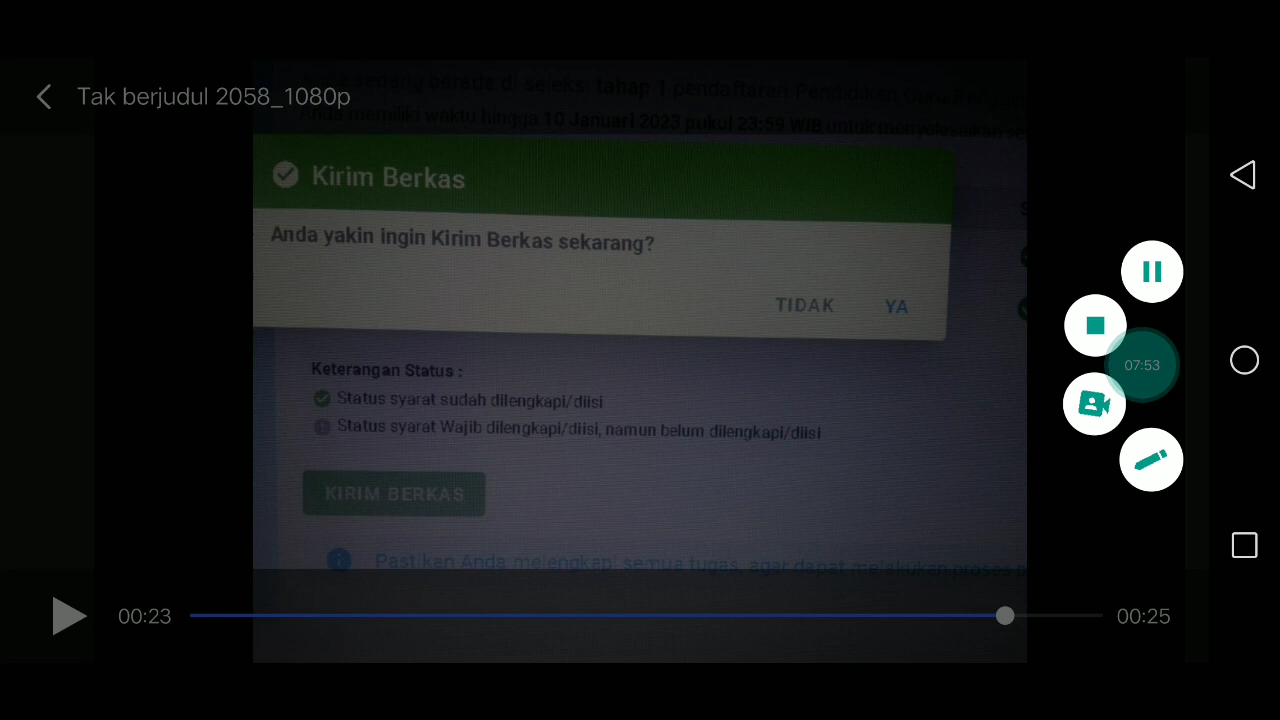 Tak berjudul 2058_1080p
sedang berada di seleksi tahap 1 pendaftaran Pendidikan Guru
Anda memiliki waktu hingga 10 Januari 2023 pukul 23:59 WIB untuk menyelesaikan
Kirim Berkas
Anda yakin ingin Kirim Berkas sekarang?
TIDAK YA
Keterangan Status :
Status syarat sudah dilengkapi/diisi
Status syarat Wajib dilengkapi/diisi, namun belum dilengkapi/diisi
KIRIM BERKAS
Pastikan Anda melengkapi semua tugas, agar dapat melakukan proses
07:53
00:23
00:25